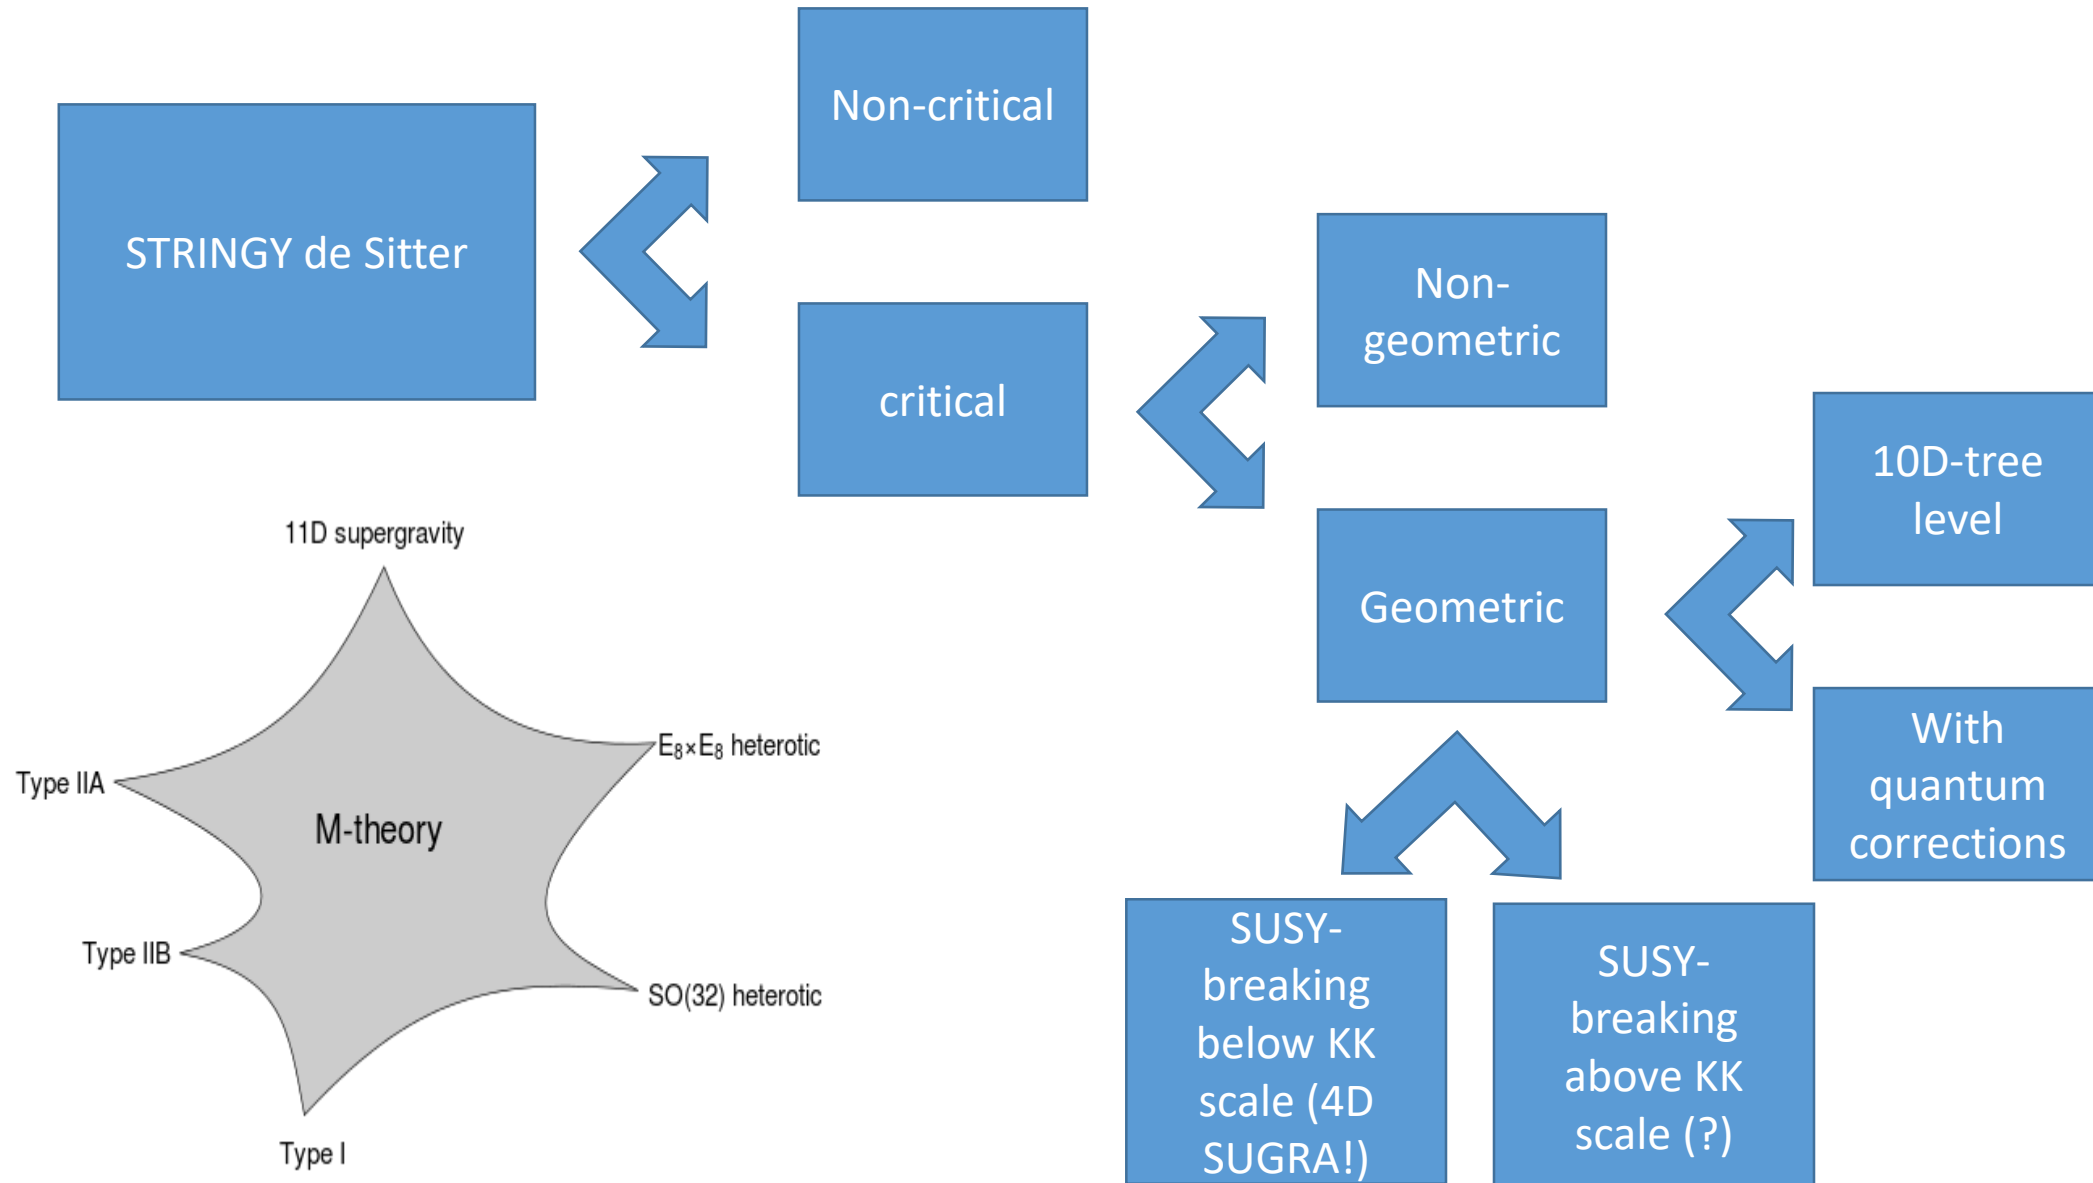 STRINGY de Sitter
Non-critical
critical
Non-
geometric
Geometric
10D-tree
level
With
quantum
corrections
SUSY-
breaking
below KK
scale (4D
SUGRA!)
SUSY-
breaking
above KK
scale (?)
11D supergravity
E₈×E₈ heterotic
Type IIA
M-theory
Type IIB
SO(32) heterotic
Type I